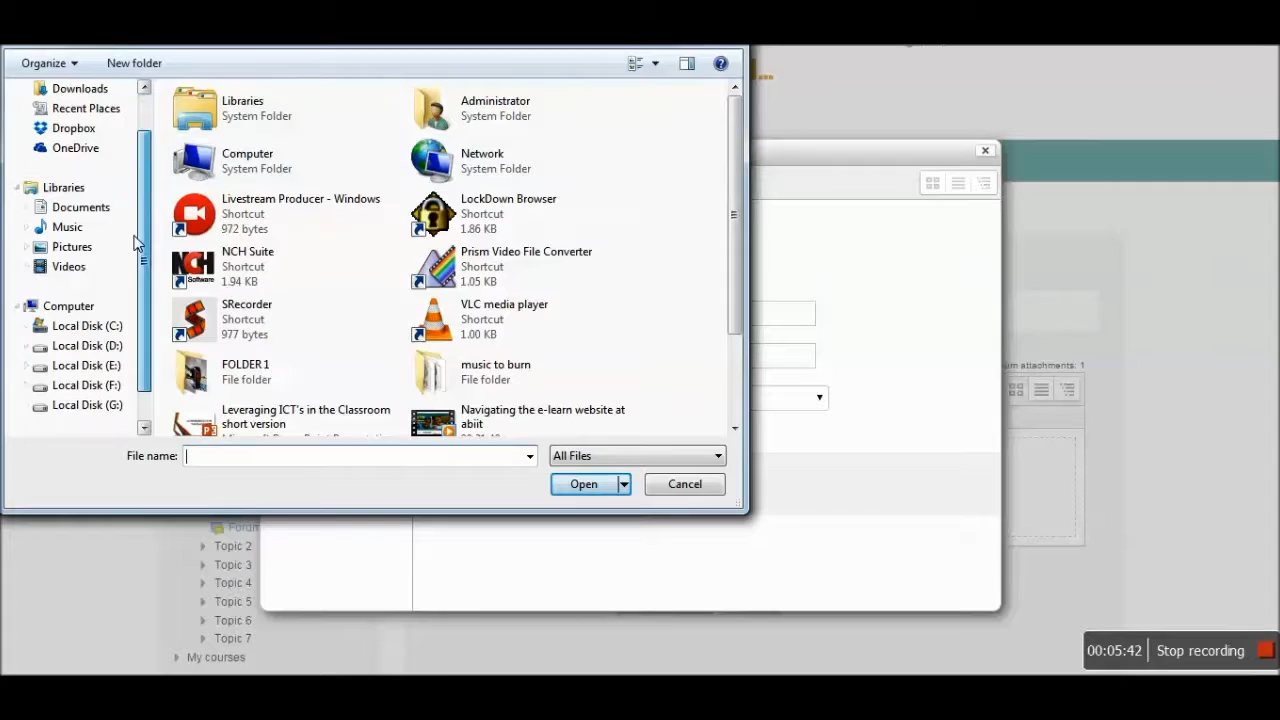 Organize
New folder
Downloads
Recent Places
Dropbox
OneDrive
Libraries
Documents
Music
Pictures
Videos
Computer
Local Disk (C:)
Local Disk (D:)
Local Disk (E:)
Local Disk (F:)
Local Disk (G:)
Libraries
System Folder
Administrator
System Folder
Computer
System Folder
Network
System Folder
Livestream Producer - Windows
Shortcut
972 bytes
LockDown Browser
Shortcut
1.86 KB
NCH Suite
Shortcut
1.94 KB
Prism Video File Converter
Shortcut
1.05 KB
SRecorder
Shortcut
977 bytes
VLC media player
Shortcut
1.00 KB
FOLDER 1
File folder
music to burn
File folder
Leveraging ICT's in the Classroom
short version
Navigating the e-learn website at
abiit
File name:
All Files
Open
Cancel
um attachments: 1
Forum
Topic 2
Topic 3
Topic 4
Topic 5
Topic 6
Topic 7
My courses
00:05:42
Stop recording